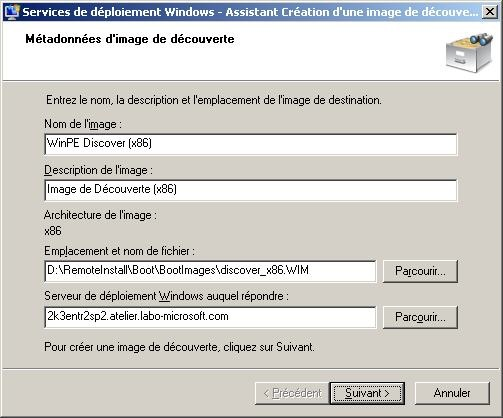 Services de déploiement Windows - Assistant Création d'une image de découve...
Métadonnées d'image de découverte
Entrez le nom, la description et l'emplacement de l'image de destination.
Nom de l'image :
WinPE Discover (x86)
Description de l'image :
Image de Découverte (x86)
Architecture de l'image :
x86
Emplacement et nom de fichier :
D:\RemoteInstall\Boot\BootImages\discover_x86.WIM
Parcourir...
Serveur de déploiement Windows auquel répondre :
2k3entr2sp2.atelier.labo-microsoft.com
Parcourir...
Pour créer une image de découverte, cliquez sur Suivant.
< Précédent
Suivant >
Annuler